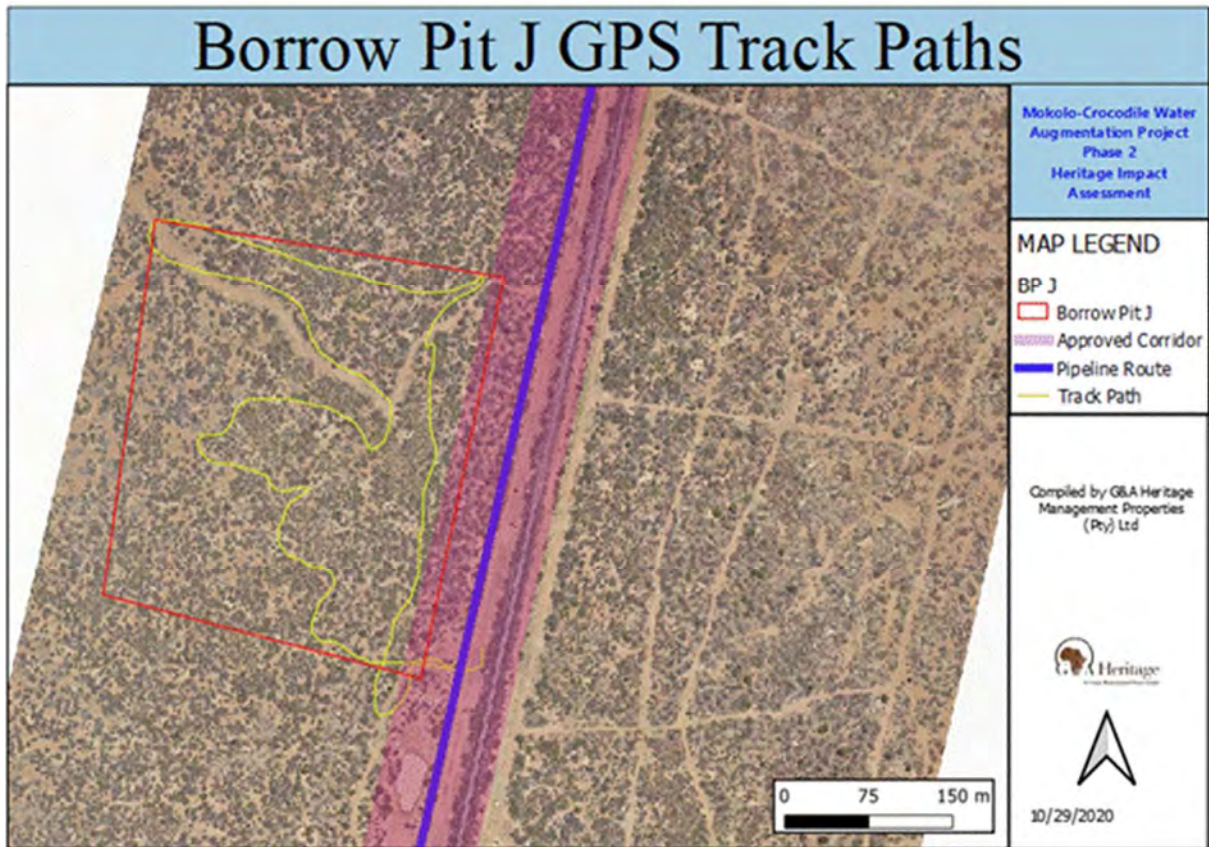 Borrow Pit J GPS Track Paths
Mokolo-Crocodile Water
Augmentation Project
Phase 2
Heritage Impact
Assessment
MAP LEGEND
BP J
Borrow Pit J
Approved Corridor
Pipeline Route
Track Path
Compiled by G&A Heritage
Management Properties
(Pty) Ltd
G&A Heritage
0 75 150 m
10/29/2020